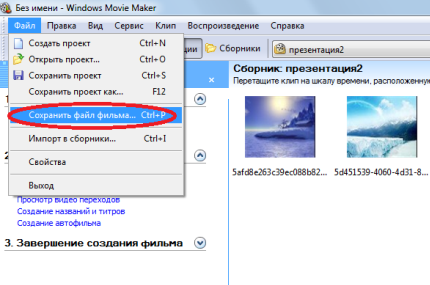 Без имени - Windows Movie Maker
Файл Правка Вид Сервис Клип Воспроизведение Справка
Создать проект Ctrl+N
Открыть проект... Ctrl+O
Сохранить проект Ctrl+S
Сохранить проект как... F12
Сохранить файл фильма... Ctrl+P
Импорт в сборники... Ctrl+I
Свойства
Выход
ции Сборники презентация2
Сборник: презентация2
Перетащите клип на шкалу времени, расположенную
5afd8e263c39ec088b82... 5d451539-4060-4d31-8...
1
2
Просмотр видео переходов
Создание названий и титров
Создание автофильма
3. Завершение создания фильма